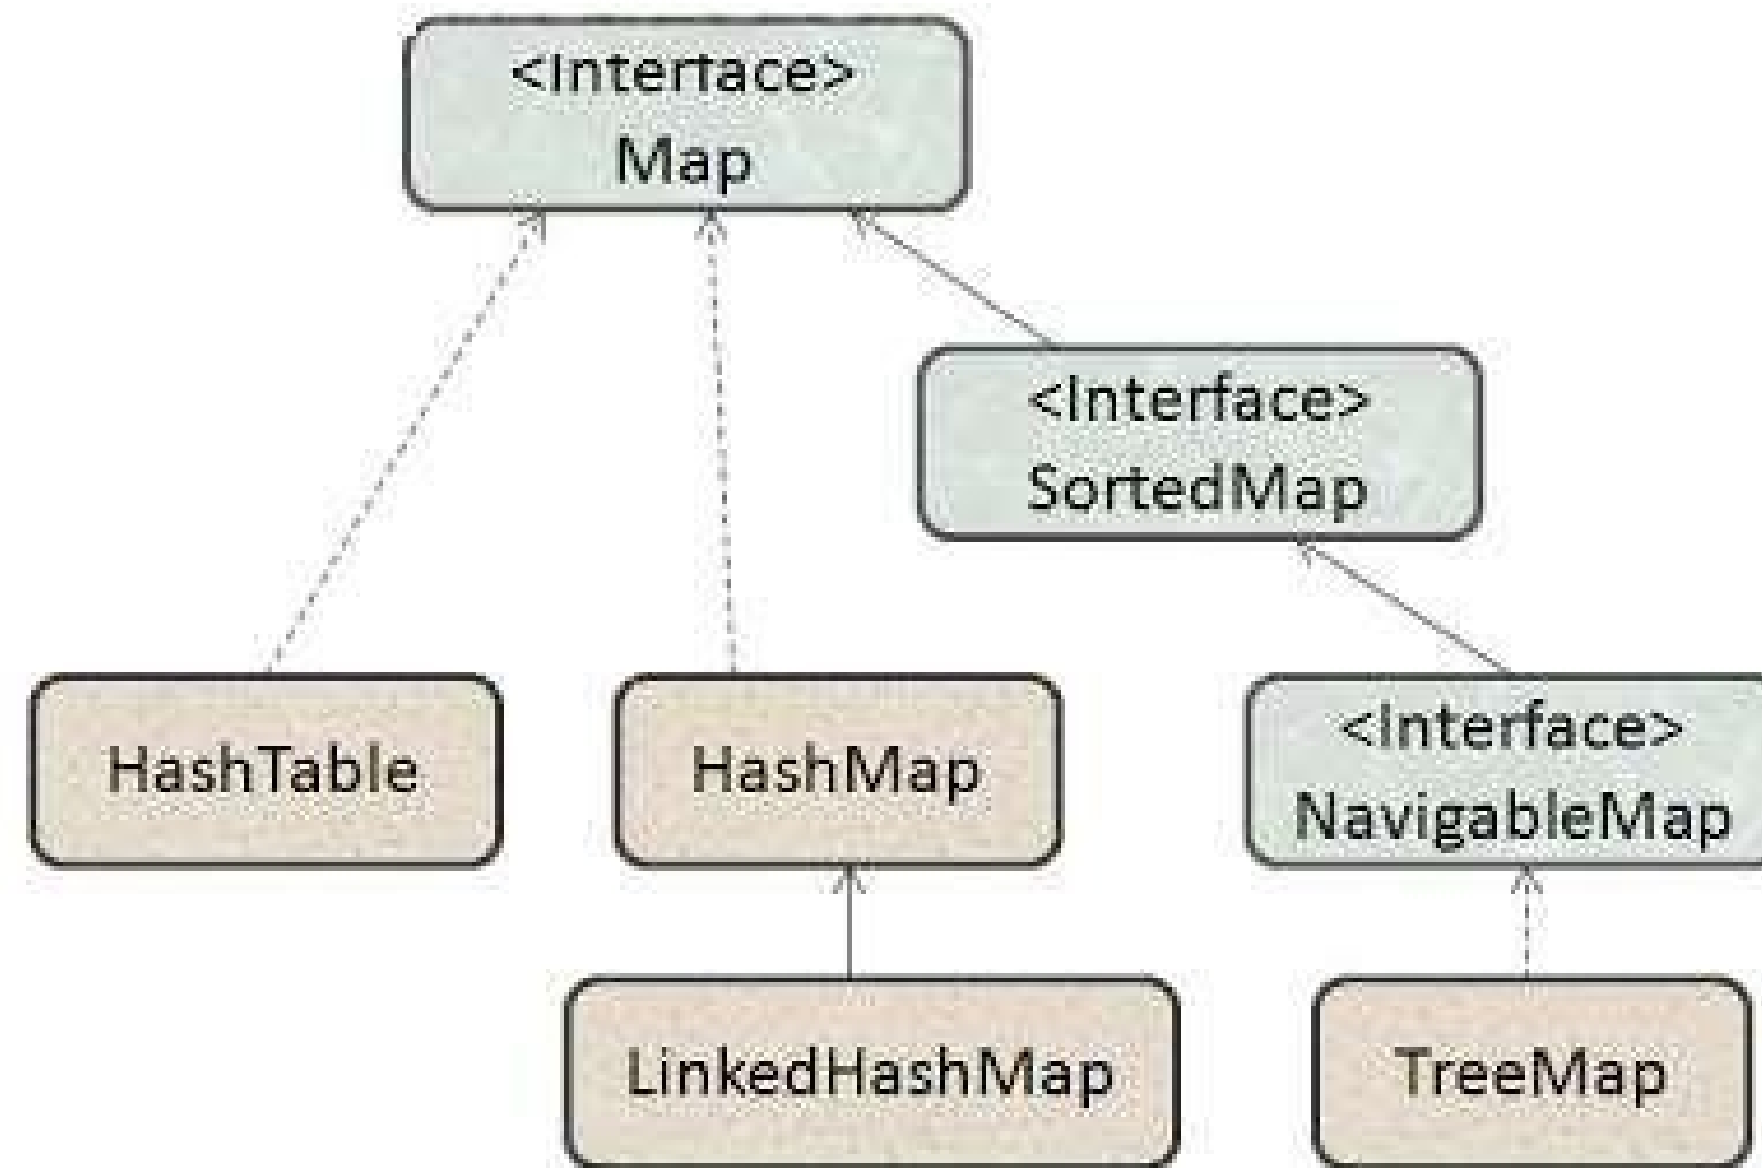 <Interface>
Map
<Interface>
SortedMap
HashTable
HashMap
<Interface>
NavigableMap
LinkedHashMap
TreeMap